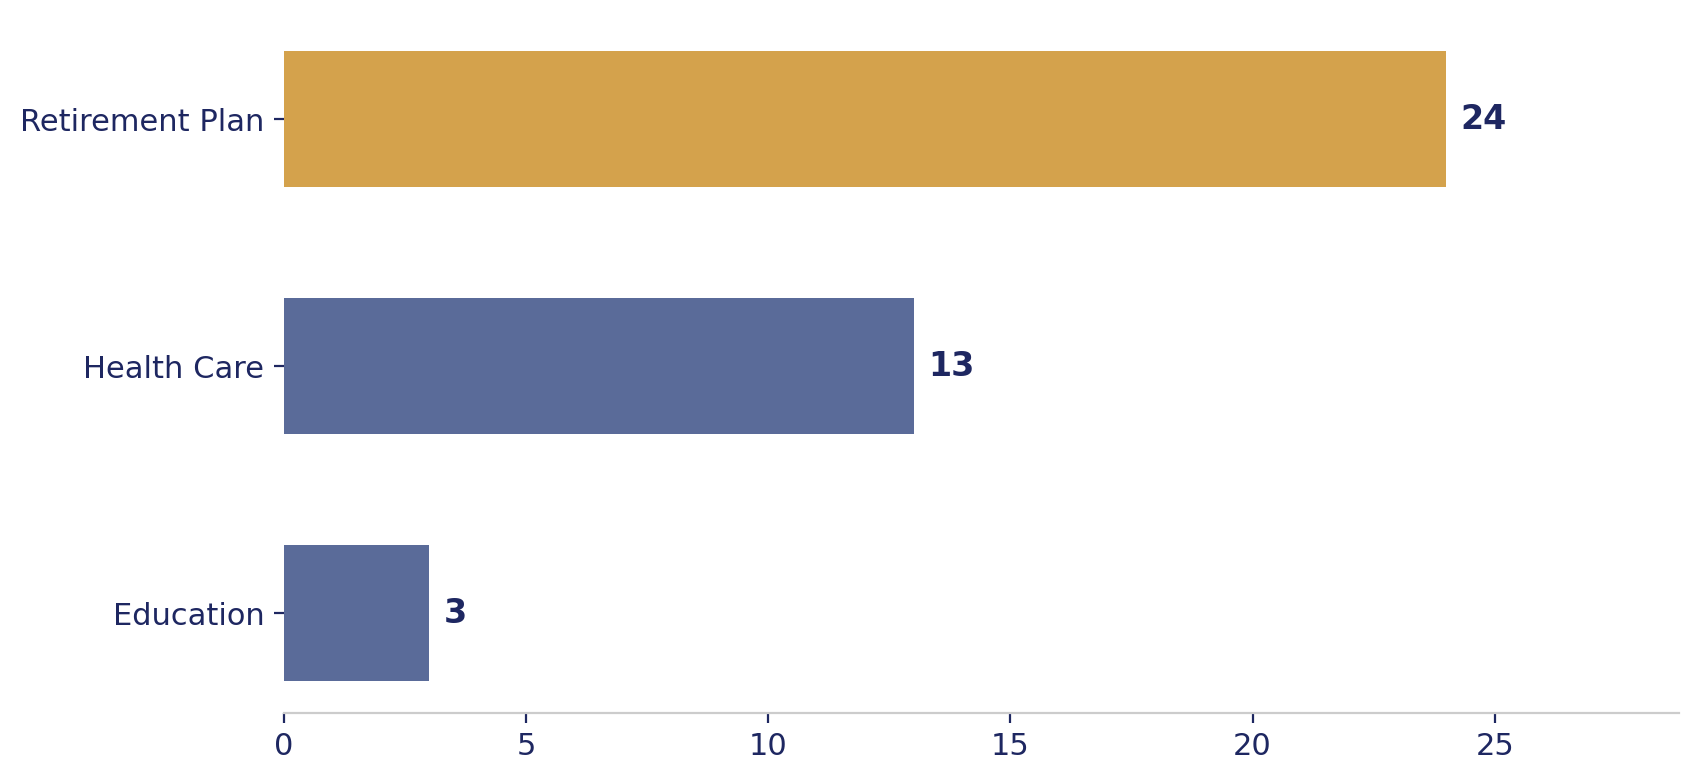 Retirement Plan 24
Health Care 13
Education 3
0 5 10 15 20 25